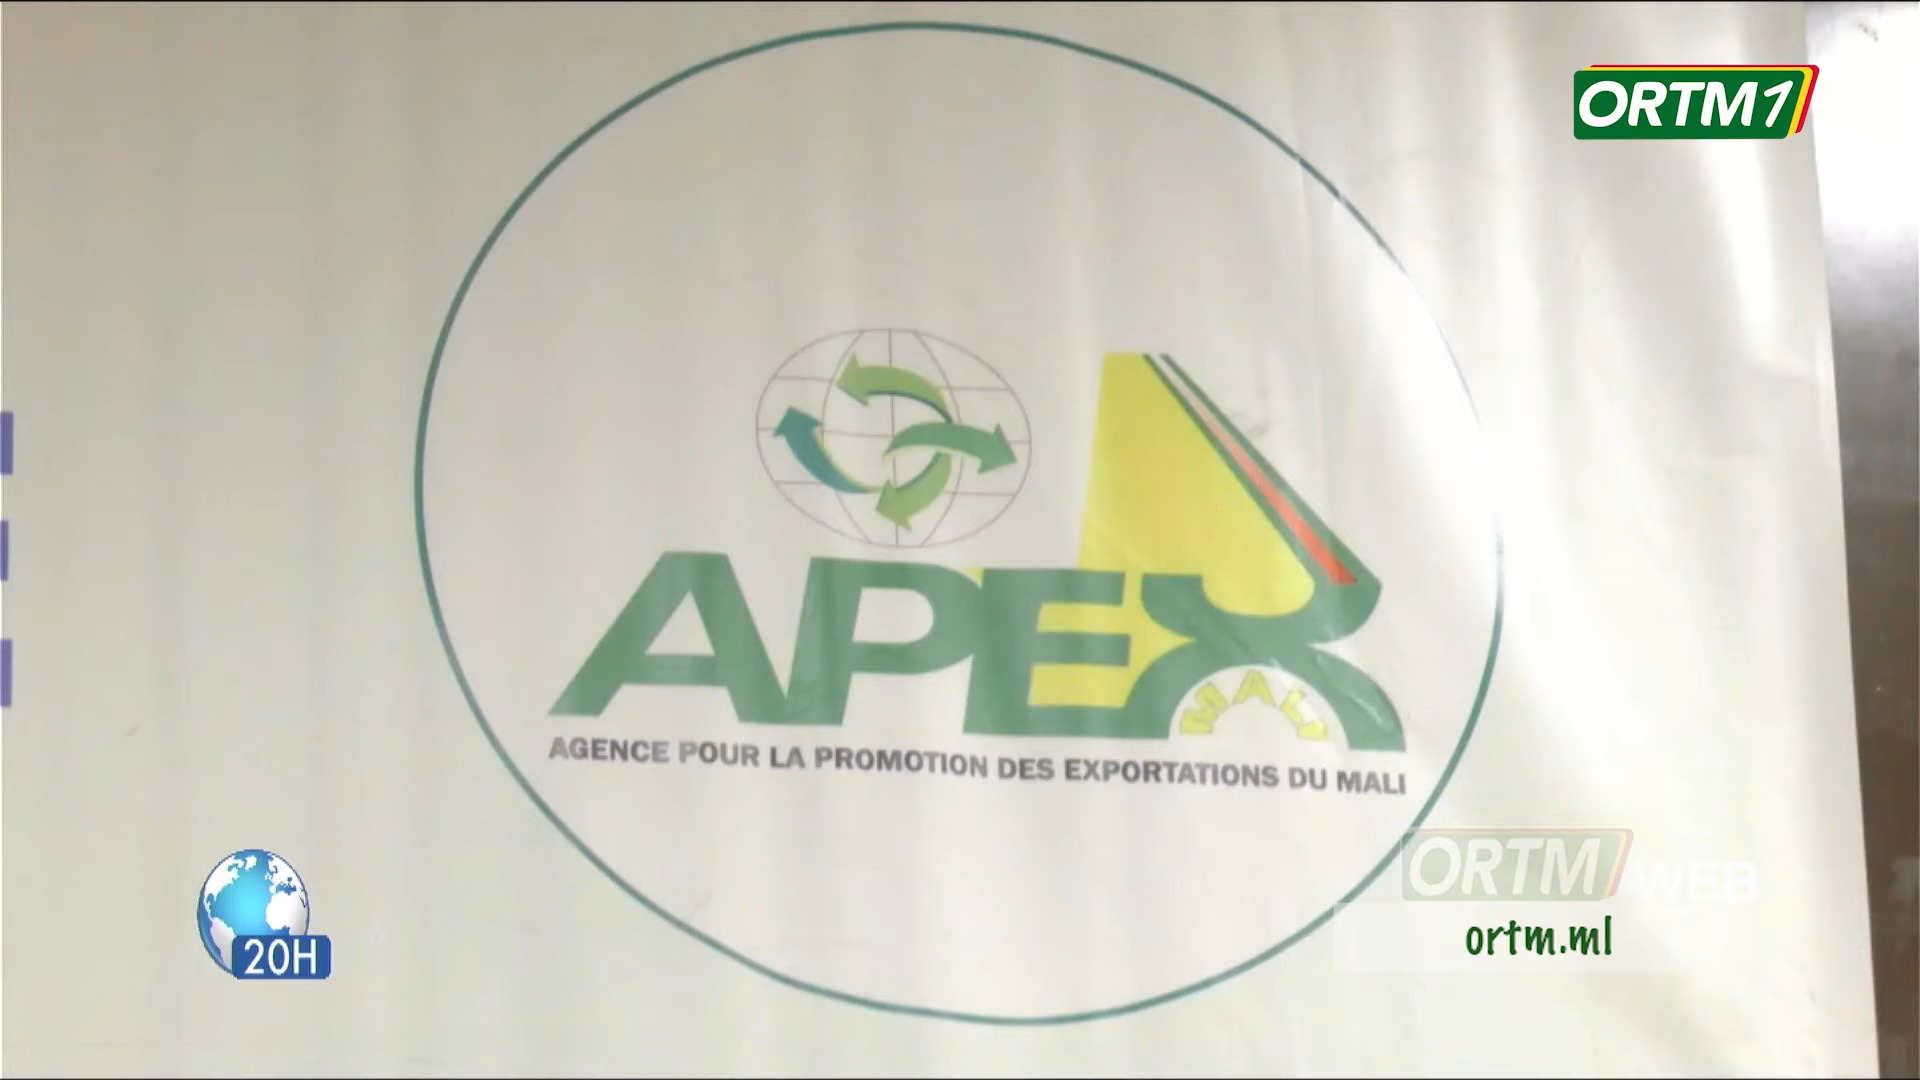 ORTM1
APEX
MALI
AGENCE POUR LA PROMOTION DES EXPORTATIONS DU MALI
ORTM WEB
ortm.ml
20H